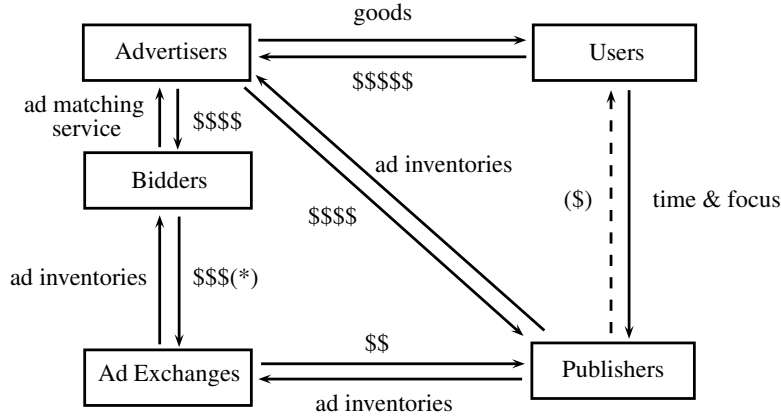 goods
Advertisers
Users
$$$$$
ad matching
service
$$$$
ad inventories
Bidders
($)
time & focus
$$$$
ad inventories
$$$(*)
$$
Ad Exchanges
Publishers
ad inventories